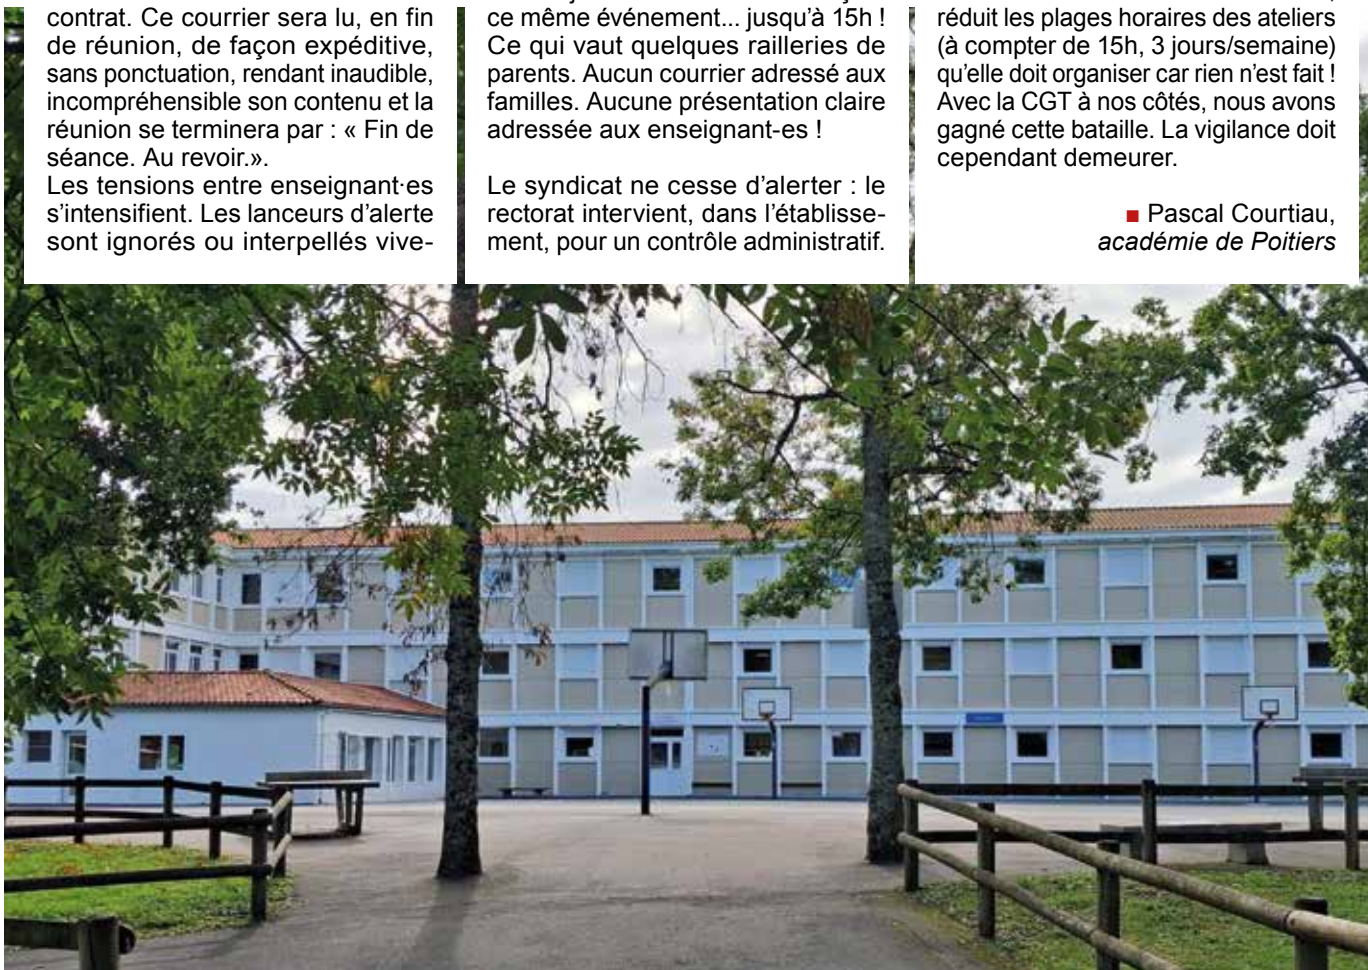 contrat. Ce courrier sera lu, en fin
de réunion, de façon expéditive,
sans ponctuation, rendant inaudible,
incompréhensible son contenu et la
réunion se terminera par : « Fin de
séance. Au revoir.».
Les tensions entre enseignant·es
s’intensifient. Les lanceurs d’alerte
sont ignorés ou interpellés vive-
ce même événement... jusqu’à 15h !
Ce qui vaut quelques railleries de
parents. Aucun courrier adressé aux
familles. Aucune présentation claire
adressée aux enseignant-es !
Le syndicat ne cesse d’alerter : le
rectorat intervient, dans l’établisse-
ment, pour un contrôle administratif.
réduit les plages horaires des ateliers
(à compter de 15h, 3 jours/semaine)
qu’elle doit organiser car rien n’est fait !
Avec la CGT à nos côtés, nous avons
gagné cette bataille. La vigilance doit
cependant demeurer.
■ Pascal Courtiau,
académie de Poitiers